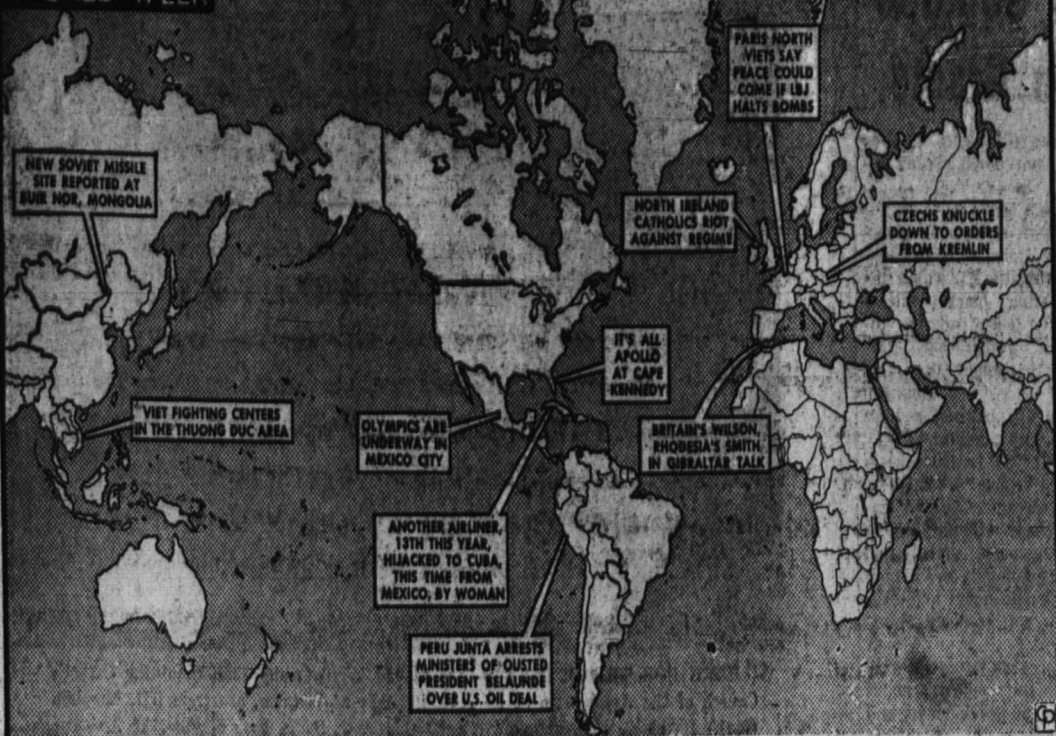 WEEK
PARIS NORTH
VIETS SAY
PEACE COULD
COME IF LBJ
HALTS BOMBS
NEW SOVIET MISSILE
SITE REPORTED AT
BUIR NOR, MONGOLIA
NORTH IRELAND
CATHOLICS RIOT
AGAINST REGIME
CZECHS KNUCKLE
DOWN TO ORDERS
FROM KREMLIN
IT'S ALL
APOLLO
AT CAPE
KENNEDY
VIET FIGHTING CENTERS
IN THE THUONG DUC AREA
OLYMPICS ARE
UNDERWAY IN
MEXICO CITY
BRITAIN'S WILSON,
RHODESIA'S SMITH
IN GIBRALTAR TALK
ANOTHER AIRLINER,
13TH THIS YEAR,
HIJACKED TO CUBA,
THIS TIME FROM
MEXICO, BY WOMAN
PERU JUNTA ARRESTS
MINISTERS OF OUSTED
PRESIDENT BELAUNDE
OVER U.S. OIL DEAL
CP